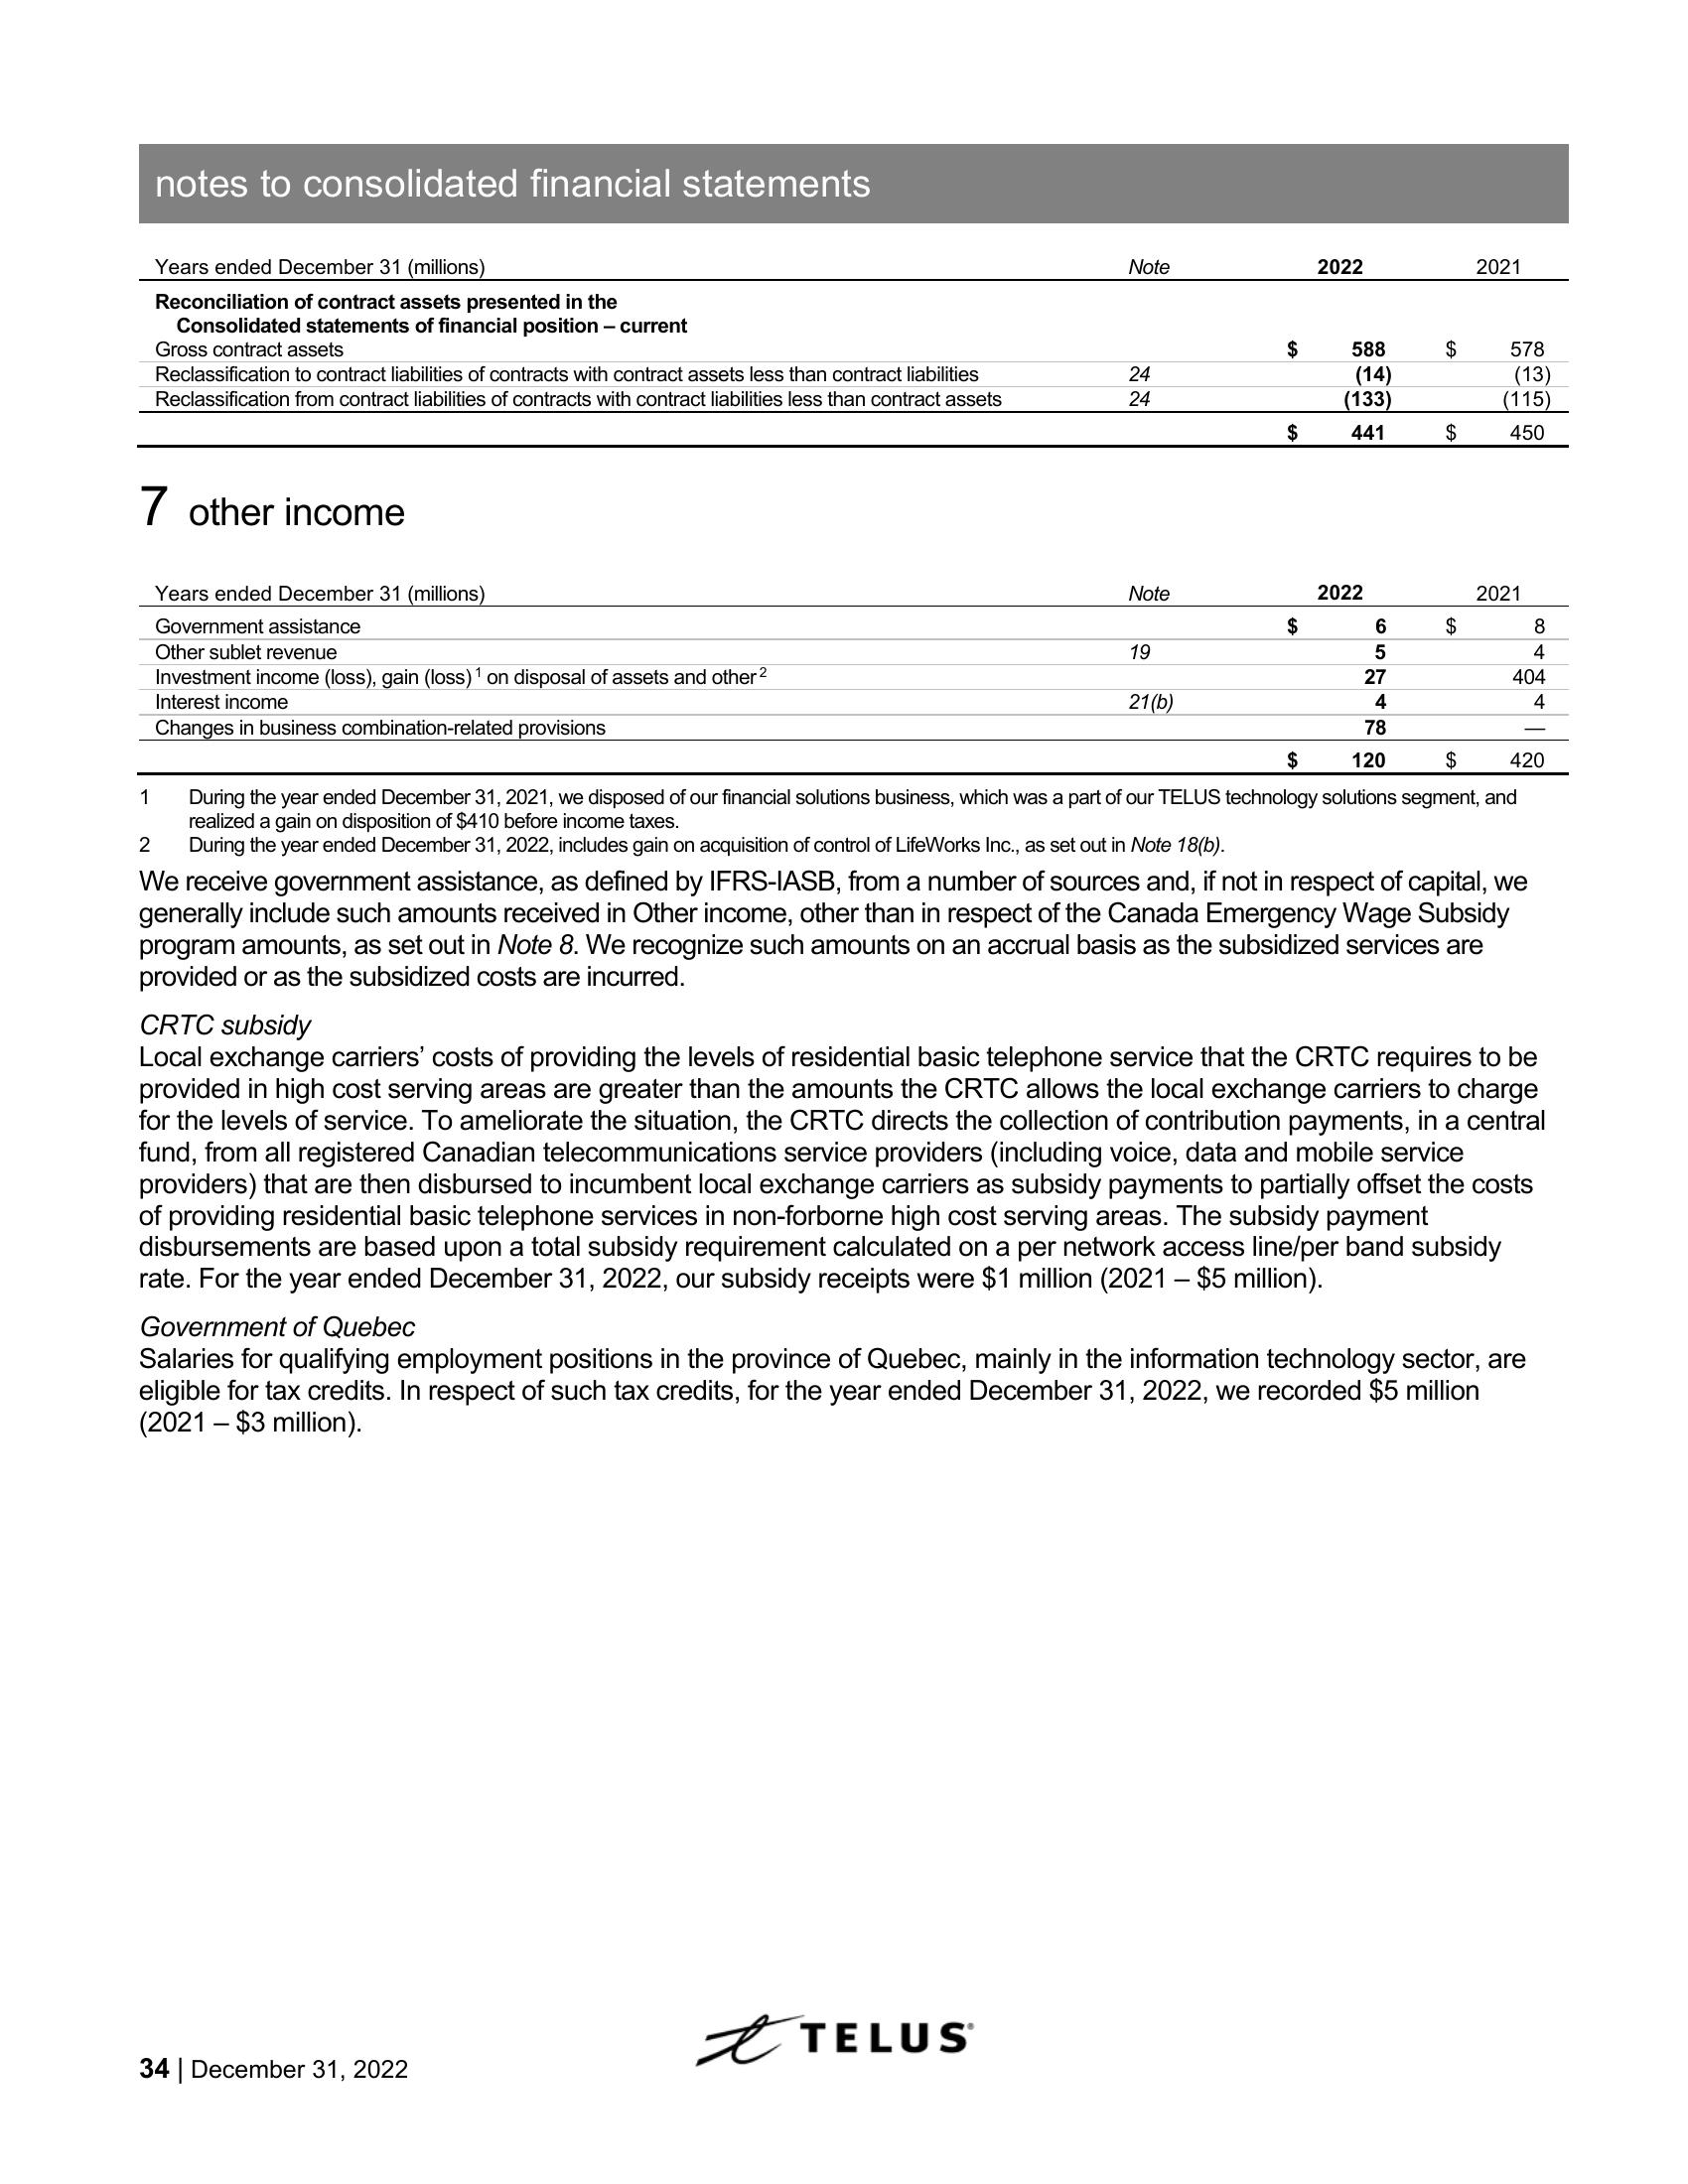 notes to consolidated financial statements
Years ended December 31 (millions) Note 2022 2021
Reconciliation of contract assets presented in the
Consolidated statements of financial position – current
Gross contract assets $ 588 $ 578
Reclassification to contract liabilities of contracts with contract assets less than contract liabilities 24 (14) (13)
Reclassification from contract liabilities of contracts with contract liabilities less than contract assets 24 (133) (115)
$ 441 $ 450
7 other income
Years ended December 31 (millions) Note 2022 2021
Government assistance $ 6 $ 8
Other sublet revenue 19 5 4
Investment income (loss), gain (loss) 1 on disposal of assets and other 2 27 404
Interest income 21(b) 4 4
Changes in business combination-related provisions 78 —
$ 120 $ 420
1 During the year ended December 31, 2021, we disposed of our financial solutions business, which was a part of our TELUS technology solutions segment, and
realized a gain on disposition of $410 before income taxes.
2 During the year ended December 31, 2022, includes gain on acquisition of control of LifeWorks Inc., as set out in Note 18(b).
We receive government assistance, as defined by IFRS-IASB, from a number of sources and, if not in respect of capital, we
generally include such amounts received in Other income, other than in respect of the Canada Emergency Wage Subsidy
program amounts, as set out in Note 8. We recognize such amounts on an accrual basis as the subsidized services are
provided or as the subsidized costs are incurred.
CRTC subsidy
Local exchange carriers’ costs of providing the levels of residential basic telephone service that the CRTC requires to be
provided in high cost serving areas are greater than the amounts the CRTC allows the local exchange carriers to charge
for the levels of service. To ameliorate the situation, the CRTC directs the collection of contribution payments, in a central
fund, from all registered Canadian telecommunications service providers (including voice, data and mobile service
providers) that are then disbursed to incumbent local exchange carriers as subsidy payments to partially offset the costs
of providing residential basic telephone services in non-forborne high cost serving areas. The subsidy payment
disbursements are based upon a total subsidy requirement calculated on a per network access line/per band subsidy
rate. For the year ended December 31, 2022, our subsidy receipts were $1 million (2021 – $5 million).
Government of Quebec
Salaries for qualifying employment positions in the province of Quebec, mainly in the information technology sector, are
eligible for tax credits. In respect of such tax credits, for the year ended December 31, 2022, we recorded $5 million
(2021 – $3 million).
TELUS®
34 | December 31, 2022